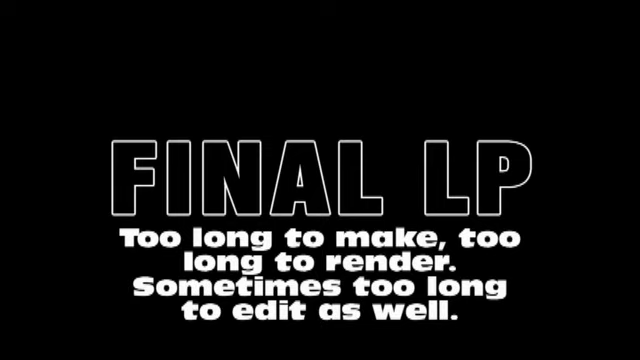 FINAL LP
Too long to make, too
long to render.
Sometimes too long
to edit as well.